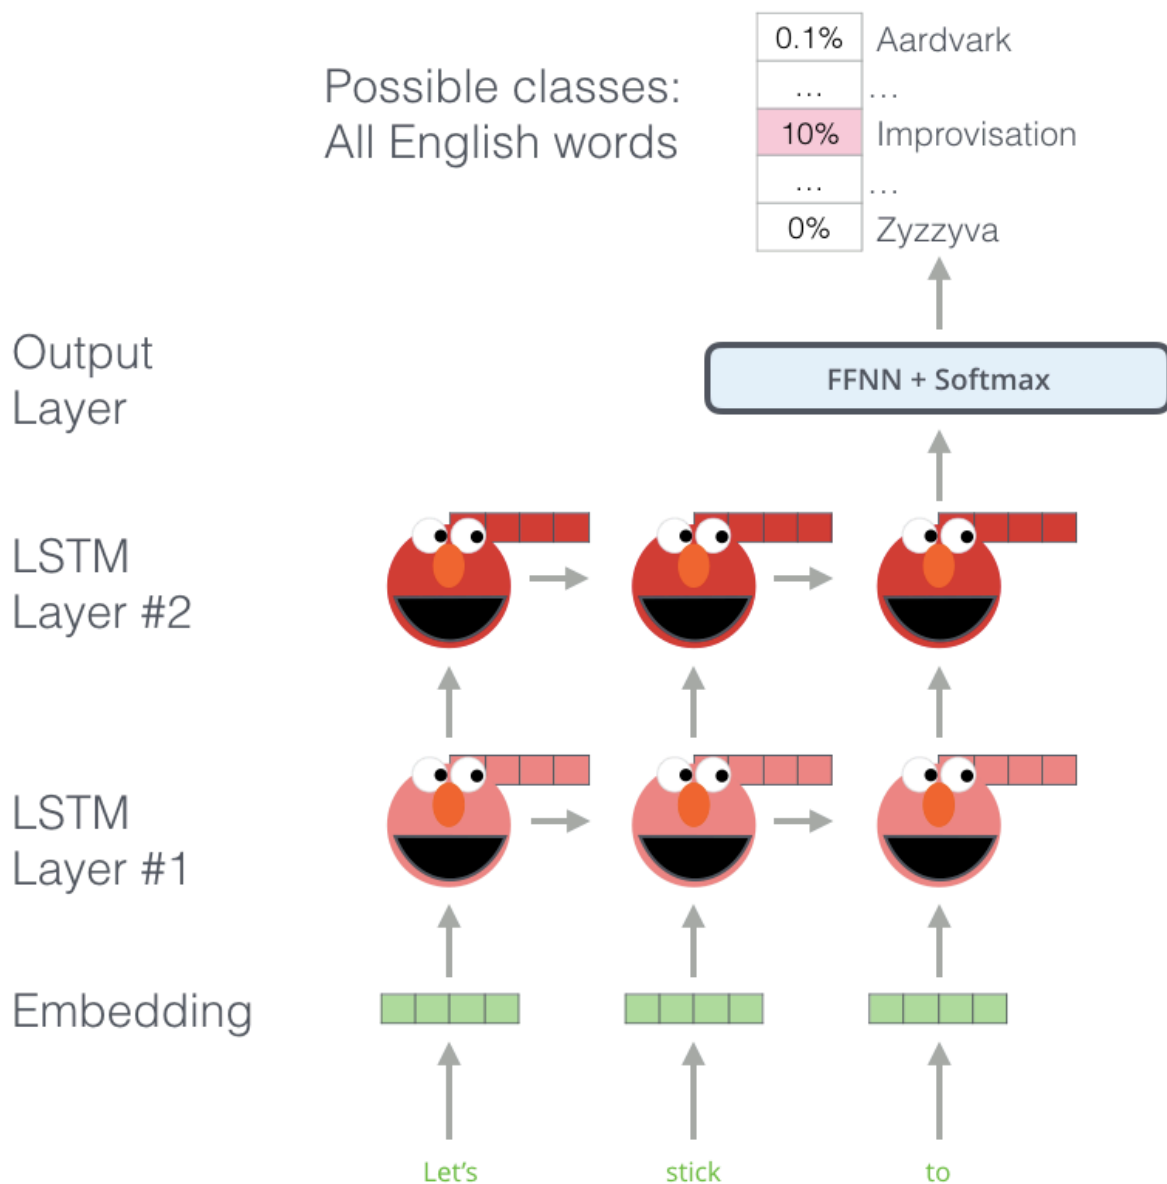 0.1% Aardvark
Possible classes:
... ...
All English words
10% Improvisation
... ...
0% Zyzzyva
Output
Layer
FFNN + Softmax
LSTM
Layer #2
LSTM
Layer #1
Embedding
Let's stick to